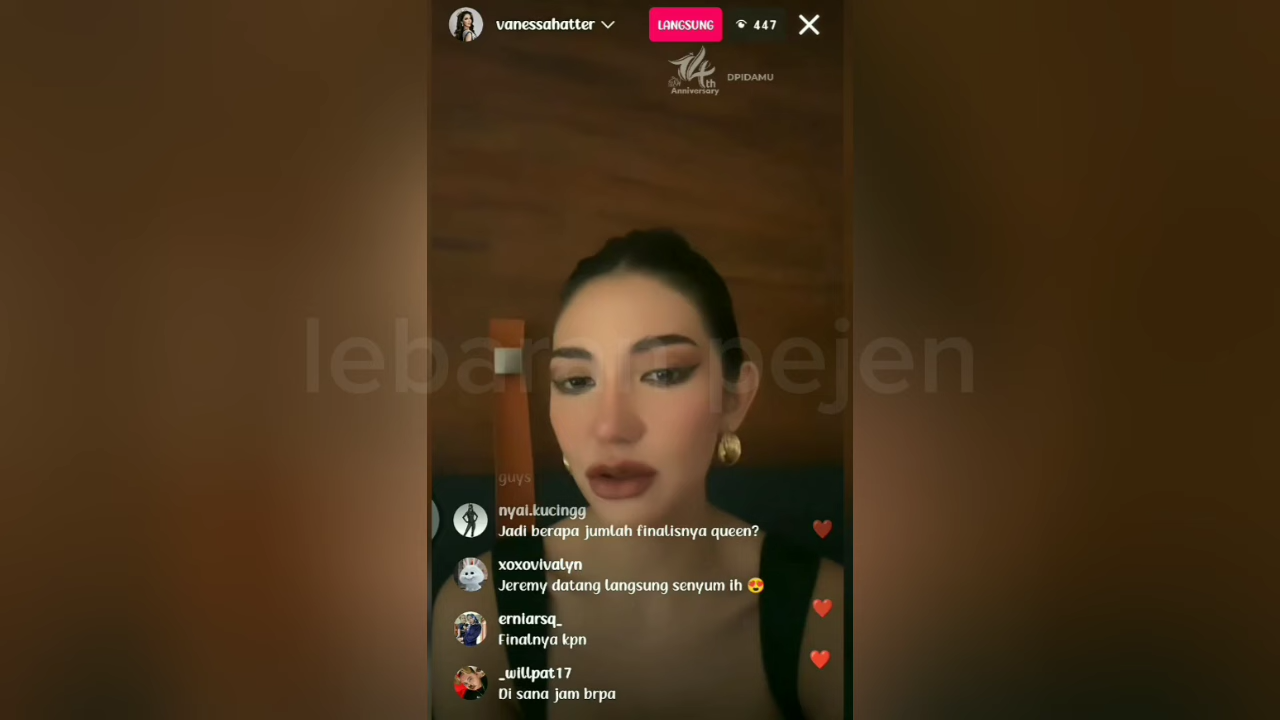 vanessahatter
LANGSUNG
447
14th
Anniversary
DPIDAMU
guys
nyai.kucingg
Jadi berapa jumlah finalisnya queen?
xoxovivalyn
Jeremy datang langsung senyum ih 😍
erniarsq_
Finalnya kpn
_willpat17
Di sana jam brpa